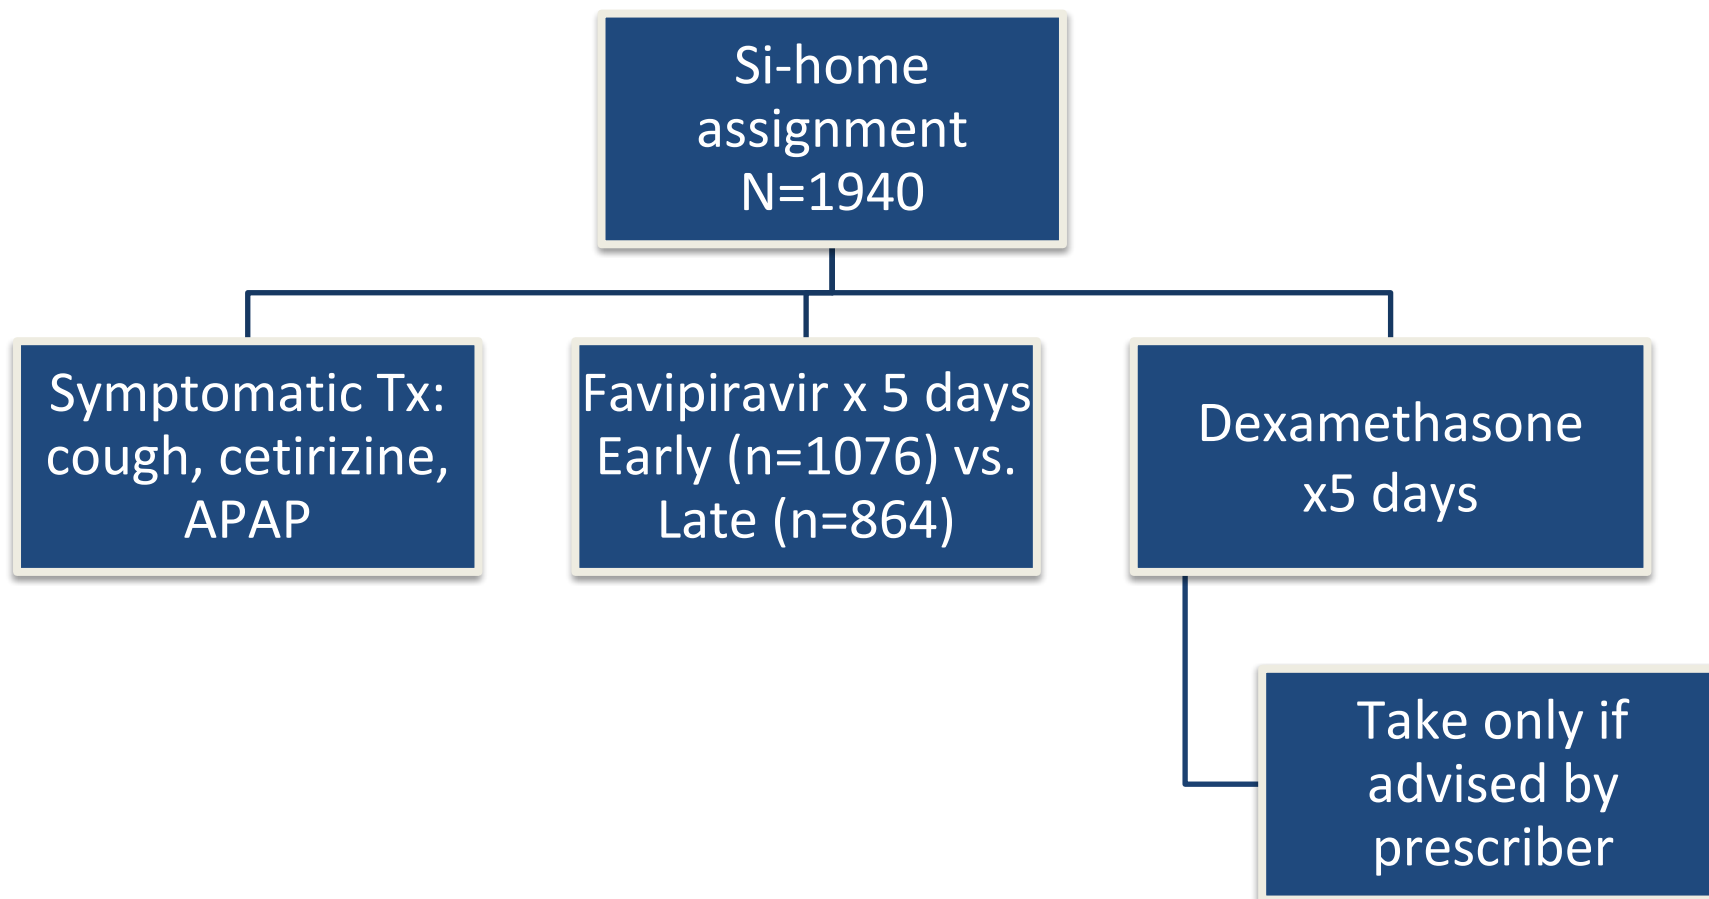 Si-home
assignment
N=1940
Symptomatic Tx:
cough, cetirizine,
APAP
Favipiravir x 5 days
Early (n=1076) vs.
Late (n=864)
Dexamethasone
x5 days
Take only if
advised by
prescriber